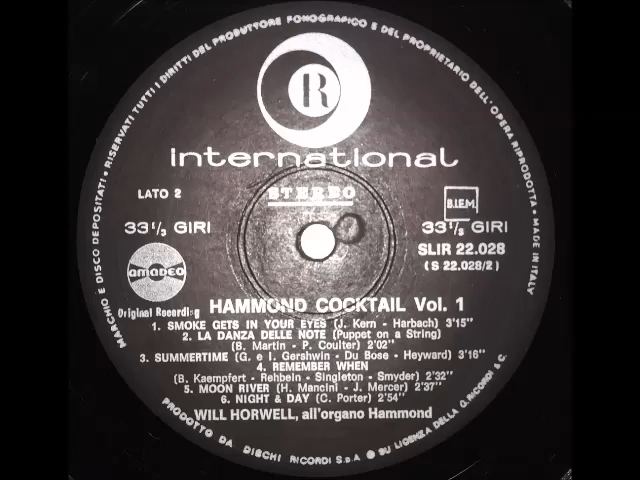 MARCHIO E DISCO DEPOSITATI • RISERVATI TUTTI I DIRITTI DEL PRODUTTORE FONOGRAFICO E DEL PROPRIETARIO DELL'OPERA RIPRODOTTA • MADE IN ITALY
R
international
LATO 2
STEREO
B.I.E.M.
33 1/3 GIRI
33 1/3 GIRI
SLIR 22.028
(S 22.028/2)
amadeo
Original Recording
HAMMOND COCKTAIL Vol. 1
1. SMOKE GETS IN YOUR EYES (J. Kern - Harbach) 3'15''
2. LA DANZA DELLE NOTE (Puppet on a String)
(B. Martin - P. Coulter) 2'02''
3. SUMMERTIME (G. e I. Gershwin - Du Bose - Heyward) 3'16''
4. REMEMBER WHEN
(B. Kaempfert - Rehbein - Singleton - Smyder) 2'32''
5. MOON RIVER (H. Mancini - J. Mercer) 2'37''
6. NIGHT & DAY (C. Porter) 2'54''
WILL HORWELL, all'organo Hammond
PRODOTTO DA DISCHI RICORDI S.p.A • SU LICENZA DELLA G. RICORDI & C.